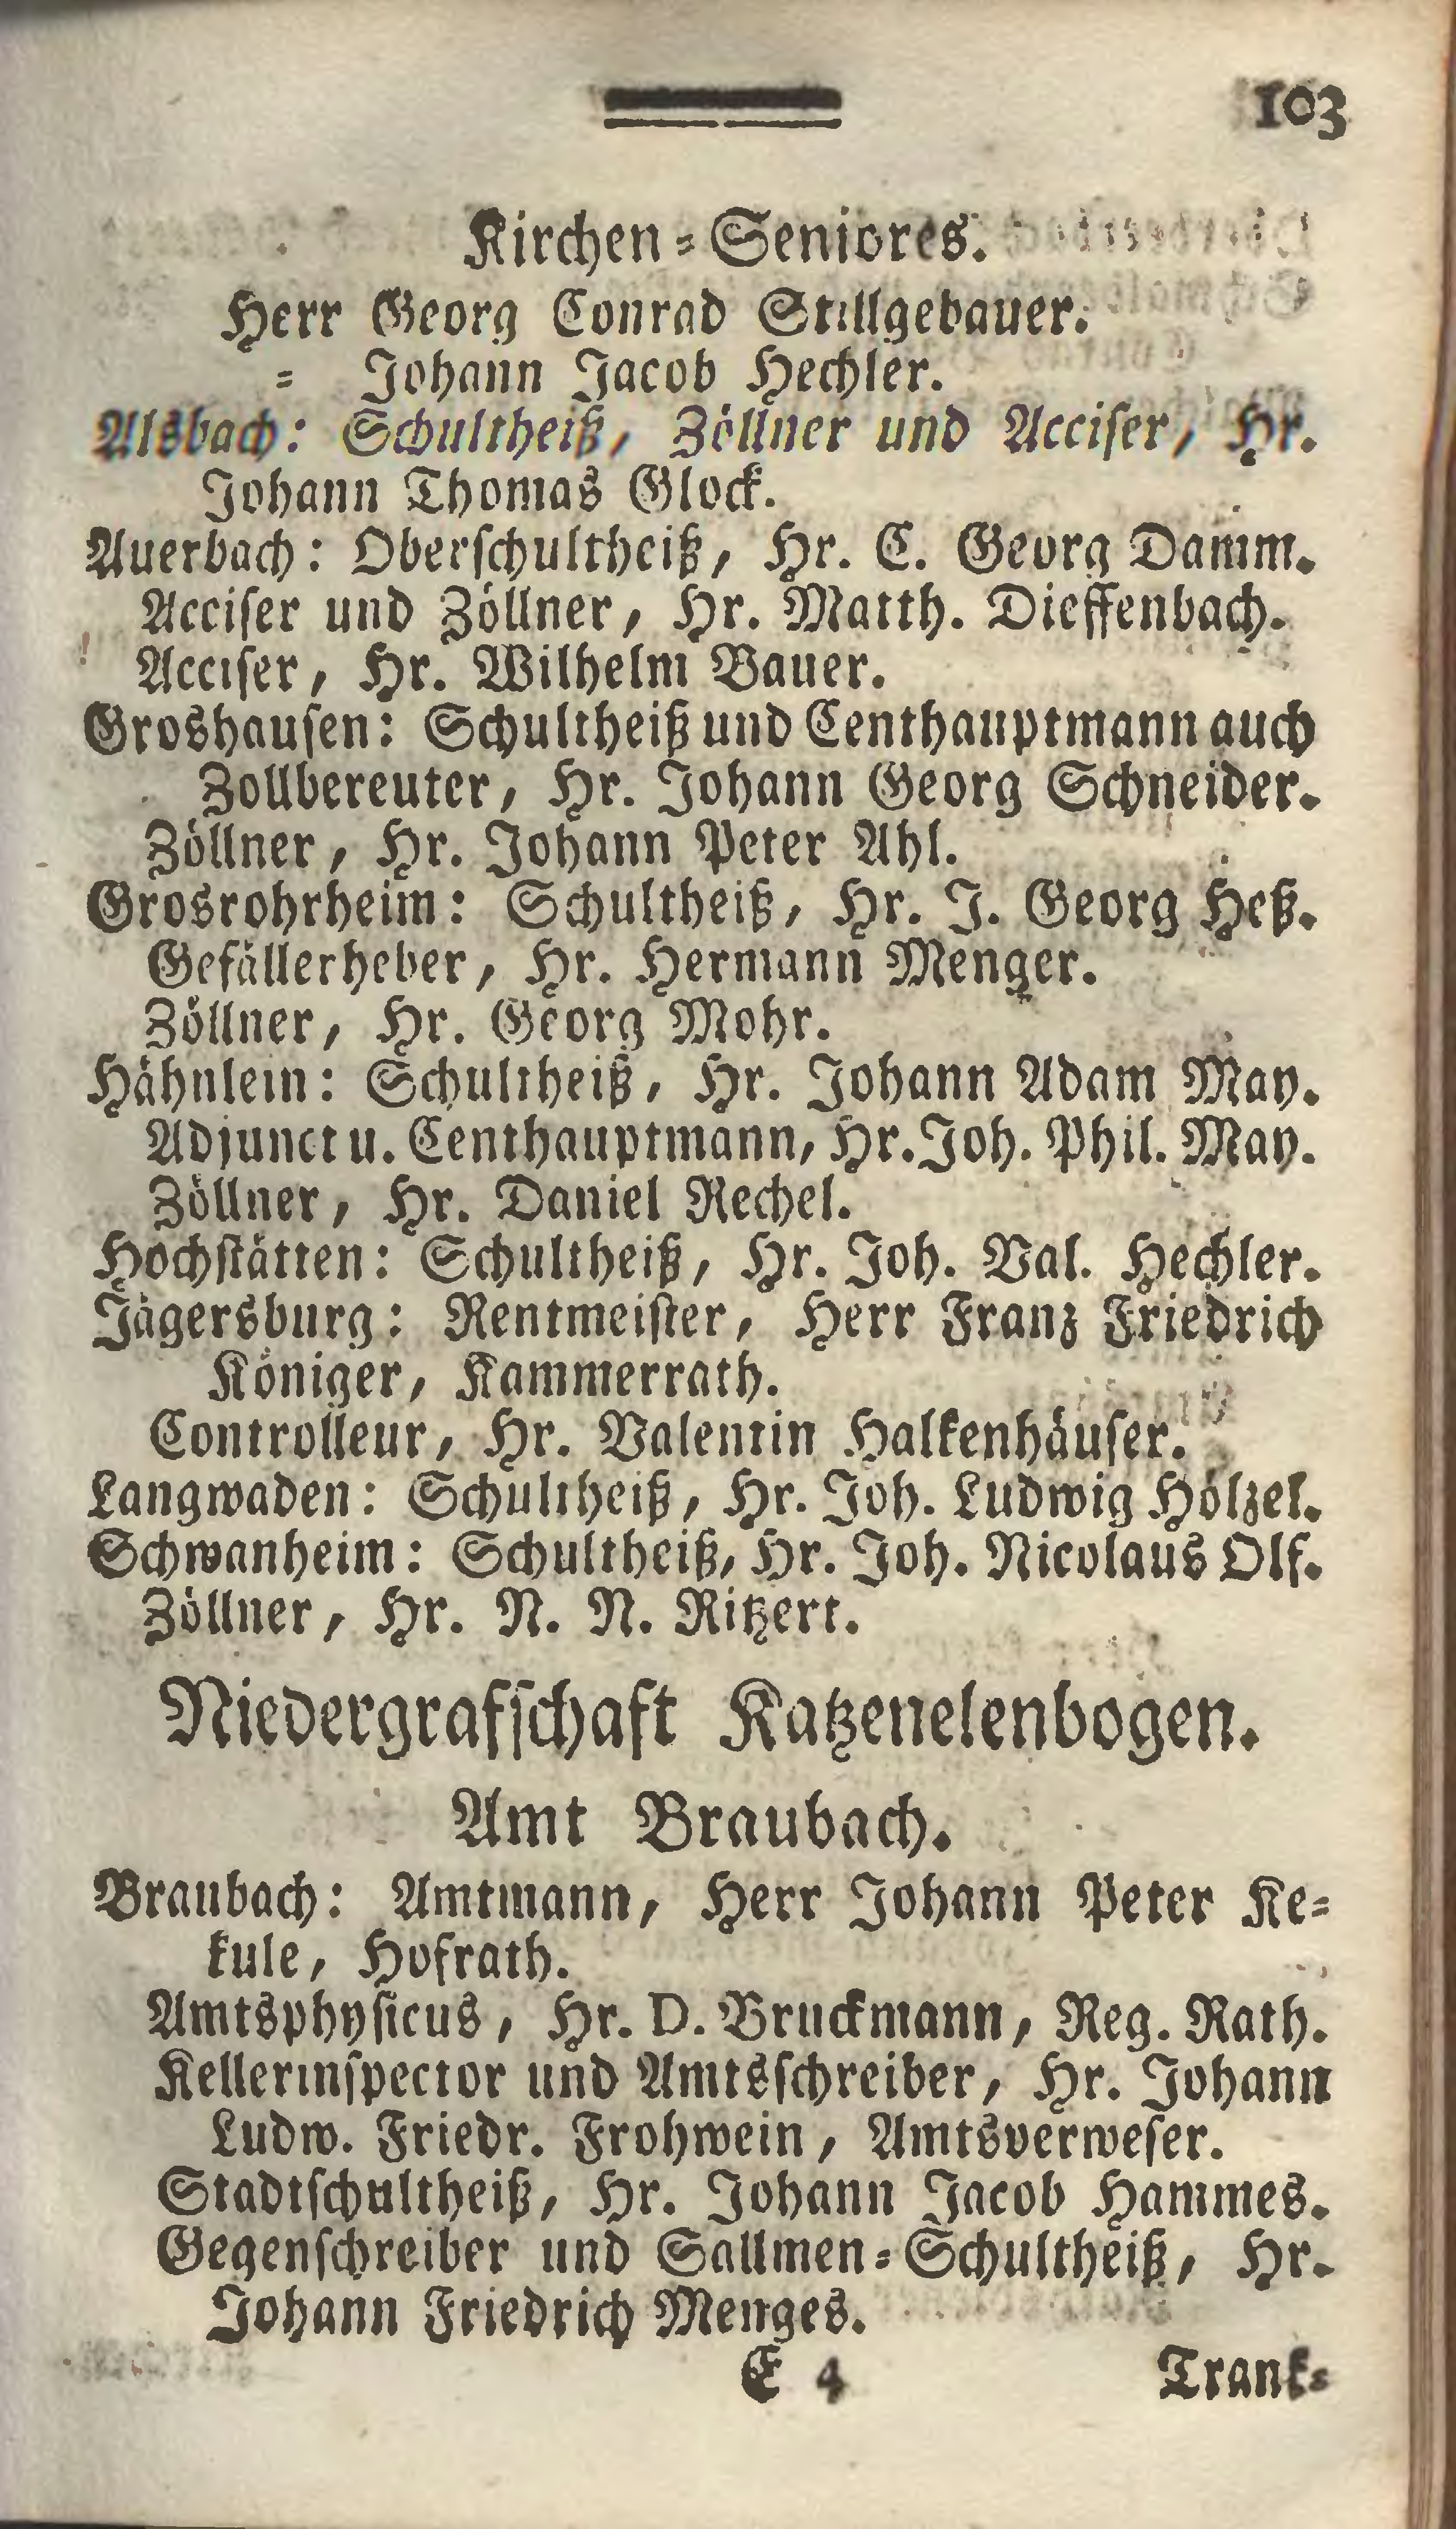 103
Kirchen=Seniores.
Herr Georg Conrad Stillgebauer.
= Johann Jacob Hechler.
Alsbach: Schultheiß, Zöllner und Acciser, Hr.
Johann Thomas Glock.
Auerbach: Oberschultheiß, Hr. C. Georg Damm.
Acciser und Zöllner, Hr. Matth. Dieffenbach.
Acciser, Hr. Wilhelm Bauer.
Groshausen: Schultheiß und Centhauptmann auch
Zollbereuter, Hr. Johann Georg Schneider.
Zöllner, Hr. Johann Peter Ahl.
Grosrohrheim: Schultheiß, Hr. J. Georg Heß.
Gefällerheber, Hr. Hermann Menger.
Zöllner, Hr. Georg Mohr.
Hähnlein: Schultheiß, Hr. Johann Adam May.
Adjunct u. Centhauptmann, Hr. Joh. Phil. May.
Zöllner, Hr. Daniel Rechel.
Hochstätten: Schultheiß, Hr. Joh. Val. Hechler.
Jägersburg: Rentmeister, Herr Franz Friedrich
Königer, Kammerrath.
Controlleur, Hr. Valentin Halkenhäuser.
Langwaden: Schultheiß, Hr. Joh. Ludwig Hölzel.
Schwanheim: Schultheiß, Hr. Joh. Nicolaus Olf.
Zöllner, Hr. N. N. Ritzert.
Niedergrafschaft Katzenelenbogen.
Amt Braubach.
Braubach: Amtmann, Herr Johann Peter Ke=
kule, Hofrath.
Amtsphysicus, Hr. D. Bruckmann, Reg. Rath.
Kellerinspector und Amtsschreiber, Hr. Johann
Ludw. Friedr. Frohwein, Amtsverweser.
Stadtschultheiß, Hr. Johann Jacob Hammes.
Gegenschreiber und Sallmen=Schultheiß, Hr.
Johann Friedrich Menges.
E 4 Trank=